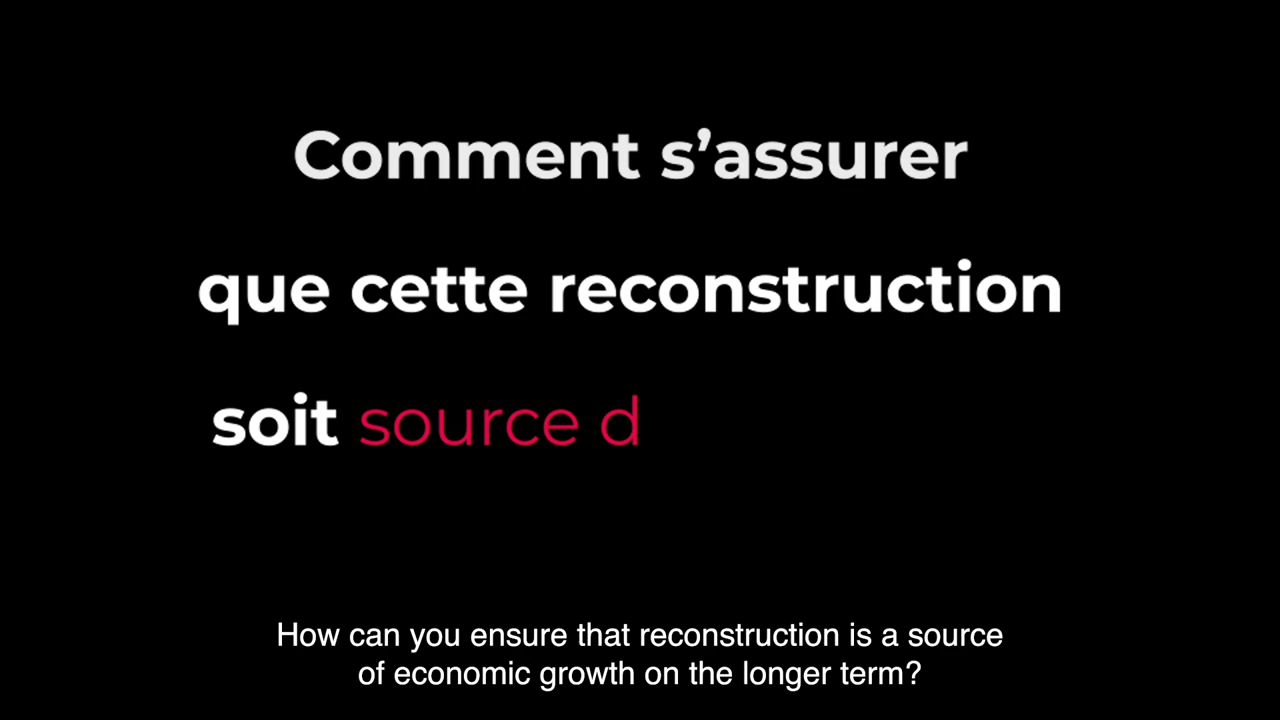 Comment s’assurer
que cette reconstruction
soit source d
How can you ensure that reconstruction is a source
of economic growth on the longer term?